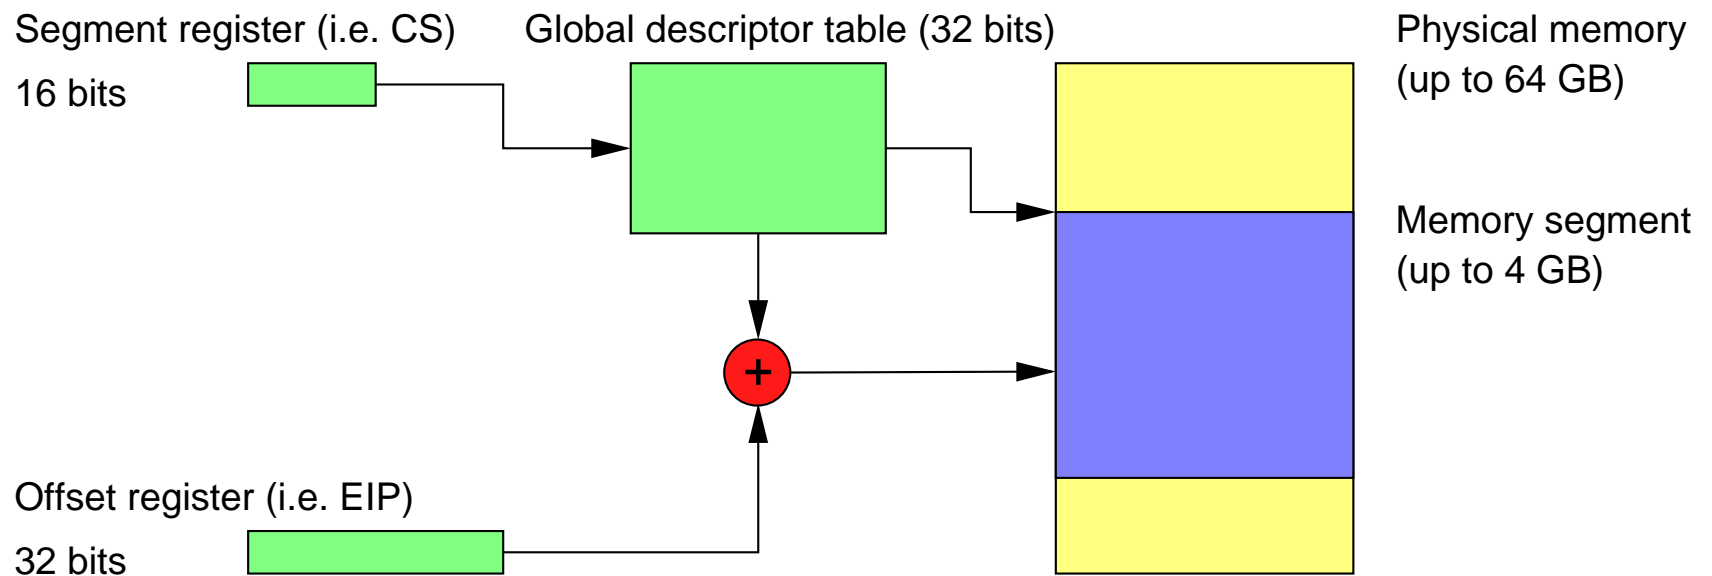 Segment register (i.e. CS)
16 bits
Global descriptor table (32 bits)
Physical memory
(up to 64 GB)
Memory segment
(up to 4 GB)
+
Offset register (i.e. EIP)
32 bits